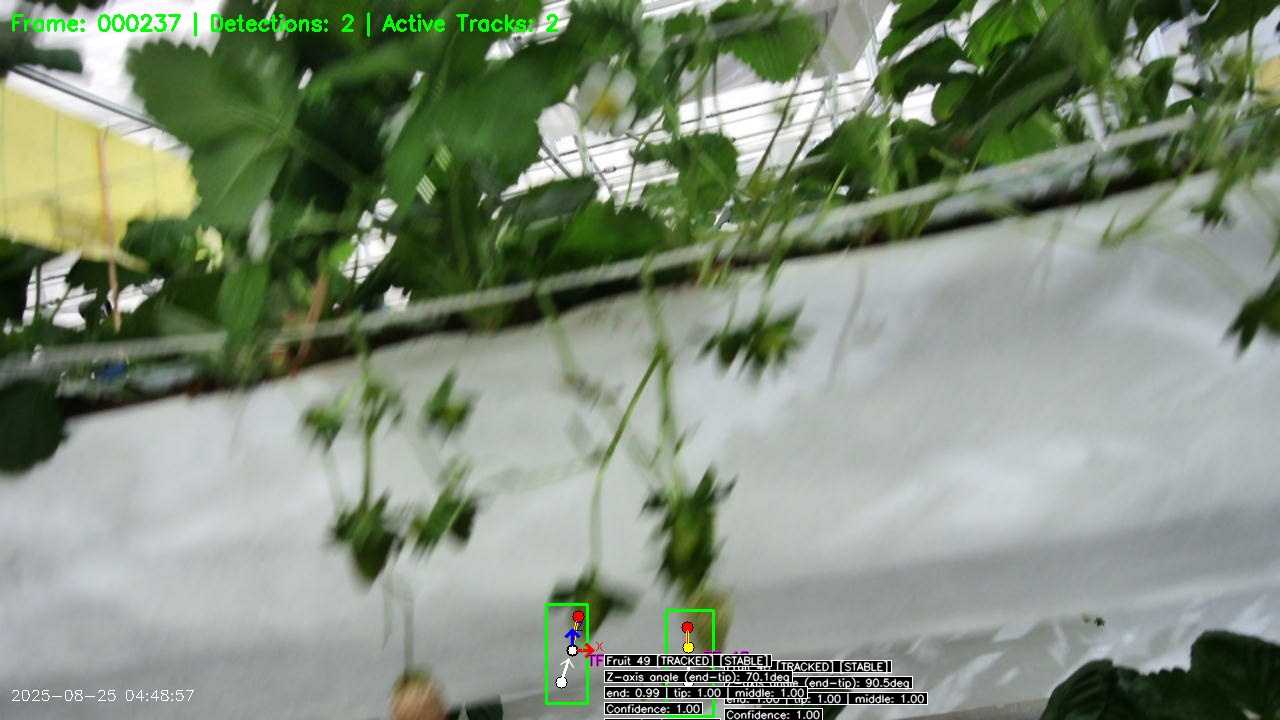 Frame: 000237 | Detections: 2 | Active Tracks: 2
Fruit 49 [TRACKED] [STABLE]
[TRACKED] [STABLE]
Z-axis angle (end-tip): 70.1deg
(end-tip): 90.5deg
end: 0.99 | tip: 1.00 | middle: 1.00
1.00 | middle: 1.00
Confidence: 1.00
Confidence: 1.00
2025-08-25 04:48:57